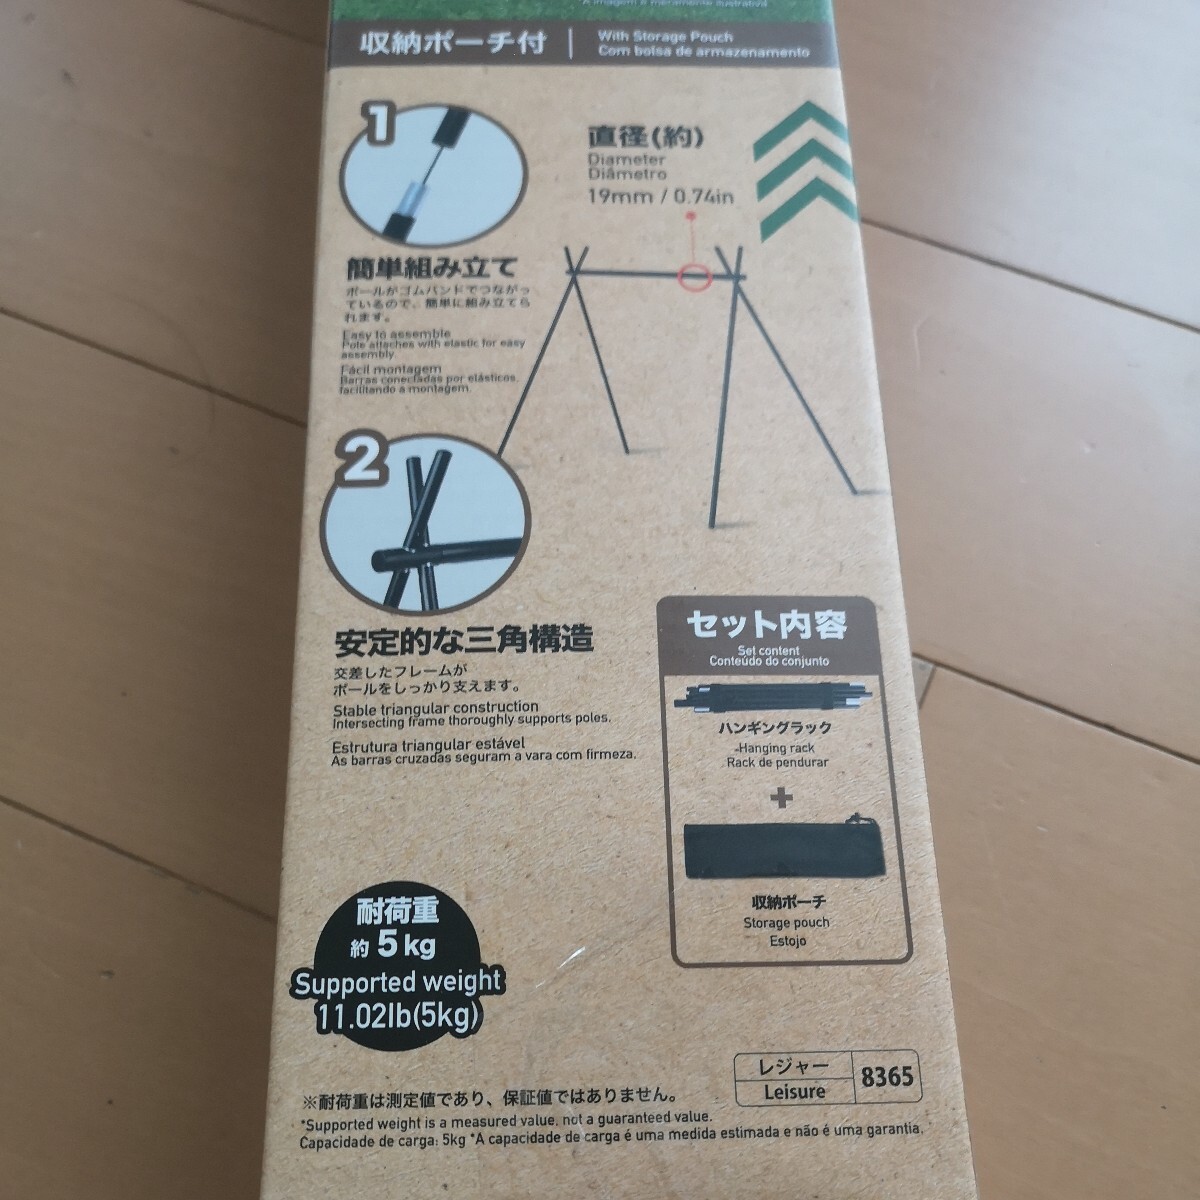 A imagem é meramente ilustrativa
収納ポーチ付
With Storage Pouch
Com bolsa de armazenamento
1
簡単組み立て
ポールがゴムバンドでつながっ
ているので、簡単に組み立てら
れます。
Easy to assemble
Pole attaches with elastic for easy
assembly
Fácil montagem
Barras conectadas por elásticos,
facilitando a montagem.
直径(約)
Diameter
Diâmetro
19mm / 0.74in
2
安定的な三角構造
交差したフレームが
ポールをしっかり支えます。
Stable triangular construction
Intersecting frame thoroughly supports poles.
Estrutura triangular estável
As barras cruzadas seguram a vara com firmeza.
セット内容
Set content
Conteúdo do conjunto
ハンギングラック
-Hanging rack
Rack de pendurar
+
収納ポーチ
Storage pouch
Estojo
耐荷重
約5kg
Supported weight
11.02lb(5kg)
レジャー
Leisure
8365
※耐荷重は測定値であり、保証値ではありません。
*Supported weight is a measured value, not a guaranteed value.
Capacidade de carga: 5kg *A capacidade de carga é uma medida estimada e não é uma garantia.